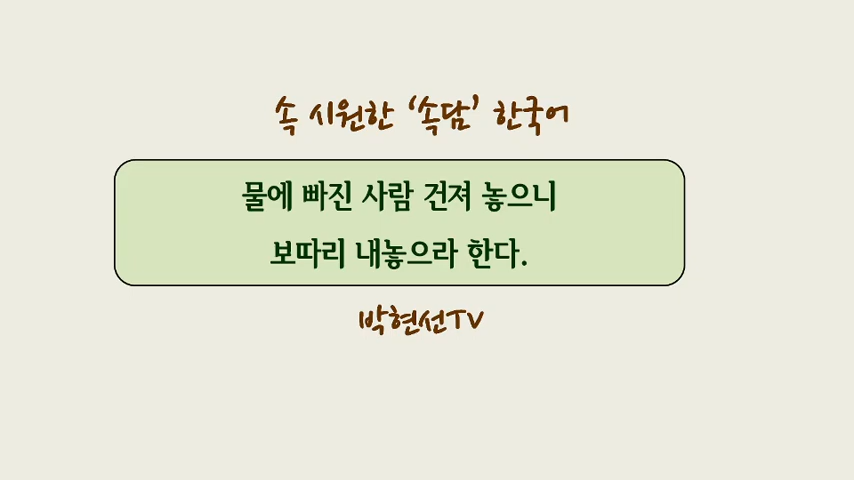 속 시원한 ‘속담’ 한국어
물에 빠진 사람 건져 놓으니
보따리 내놓으라 한다.
박현선TV